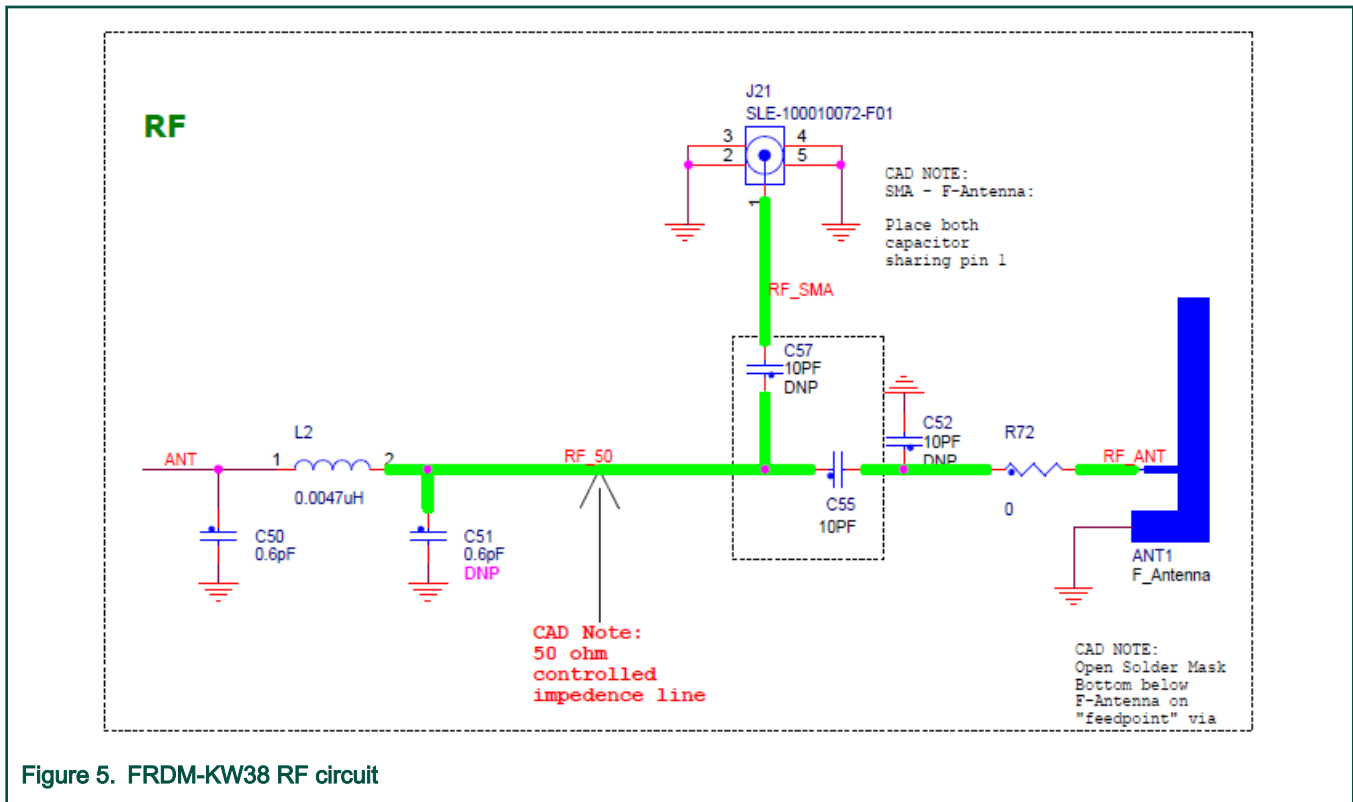 RF
J21
SLE-100010072-F01
3
2
4
5
1
CAD NOTE:
SMA - F-Antenna:
Place both
capacitor
sharing pin 1
RF_SMA
C57
10PF
DNP
C52
10PF
DNP
R72
0
RF_ANT
ANT
L2
1
2
0.0047uH
RF_50
C55
10PF
C50
0.6pF
C51
0.6pF
DNP
ANT1
F_Antenna
CAD Note:
50 ohm
controlled
impedence line
CAD NOTE:
Open Solder Mask
Bottom below
F-Antenna on
"feedpoint" via
Figure 5. FRDM-KW38 RF circuit